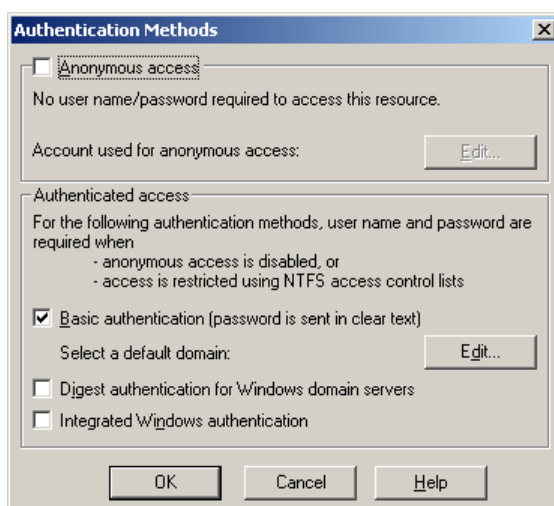 Authentication Methods
Anonymous access
No user name/password required to access this resource.
Account used for anonymous access:
Edit...
Authenticated access
For the following authentication methods, user name and password are
required when
- anonymous access is disabled, or
- access is restricted using NTFS access control lists
Basic authentication (password is sent in clear text)
Select a default domain:
Edit...
Digest authentication for Windows domain servers
Integrated Windows authentication
OK
Cancel
Help